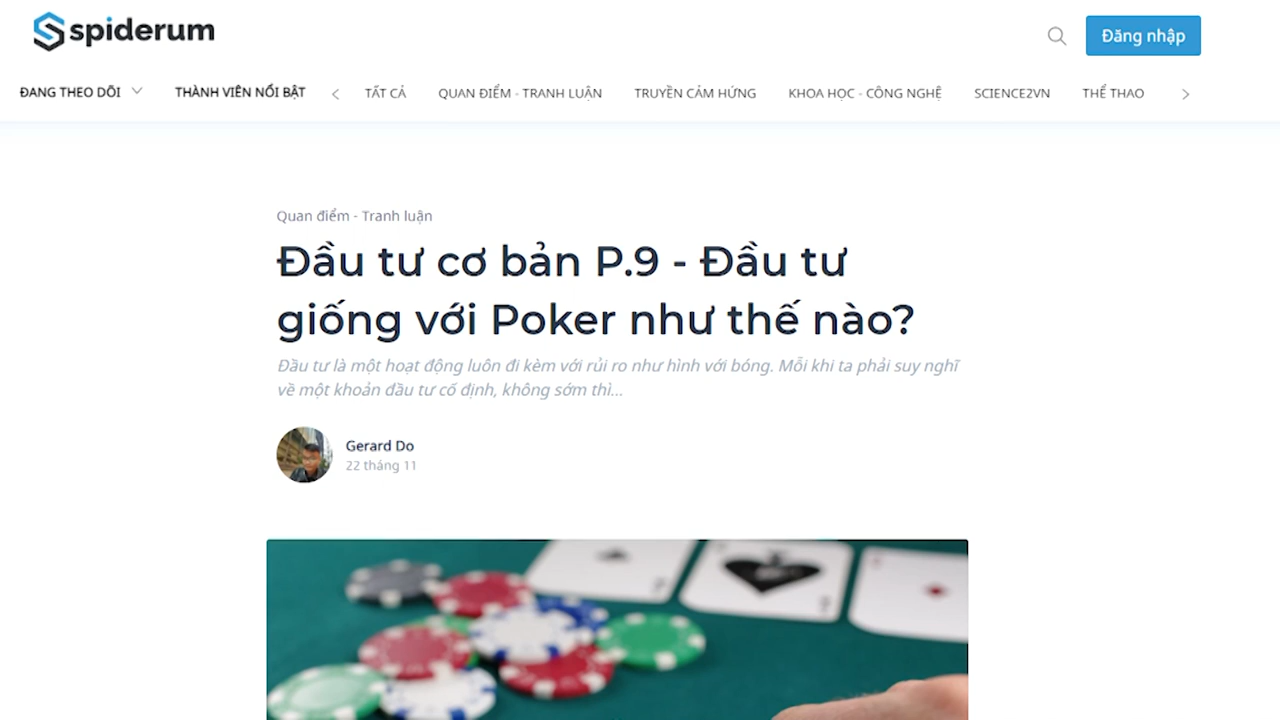 spiderum
Đăng nhập
ĐANG THEO DÕI THÀNH VIÊN NỔI BẬT TẤT CẢ QUAN ĐIỂM - TRANH LUẬN TRUYỀN CẢM HỨNG KHOA HỌC - CÔNG NGHỆ SCIENCE2VN THỂ THAO
Quan điểm - Tranh luận
Đầu tư cơ bản P.9 - Đầu tư
giống với Poker như thế nào?
Đầu tư là một hoạt động luôn đi kèm với rủi ro như hình với bóng. Mỗi khi ta phải suy nghĩ
về một khoản đầu tư cố định, không sớm thì...
Gerard Do
22 tháng 11